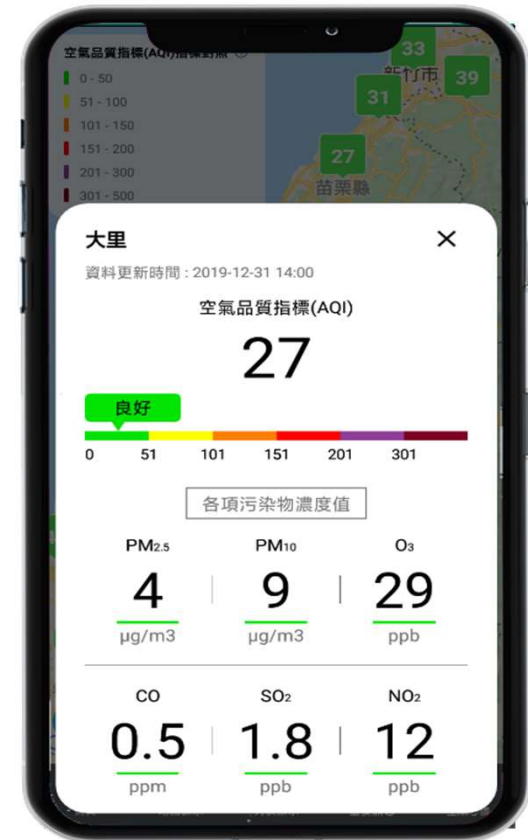 空氣品質指標(AQI)指標對照
0 - 50
51 - 100
101 - 150
151 - 200
201 - 300
301 - 500
33
新竹市
39
31
27
苗栗縣
大里
資料更新時間 : 2019-12-31 14:00
空氣品質指標(AQI)
27
良好
0 51 101 151 201 301
各項污染物濃度值
PM2.5 PM10 O3
4 9 29
μg/m3 μg/m3 ppb
CO SO2 NO2
0.5 1.8 12
ppm ppb ppb